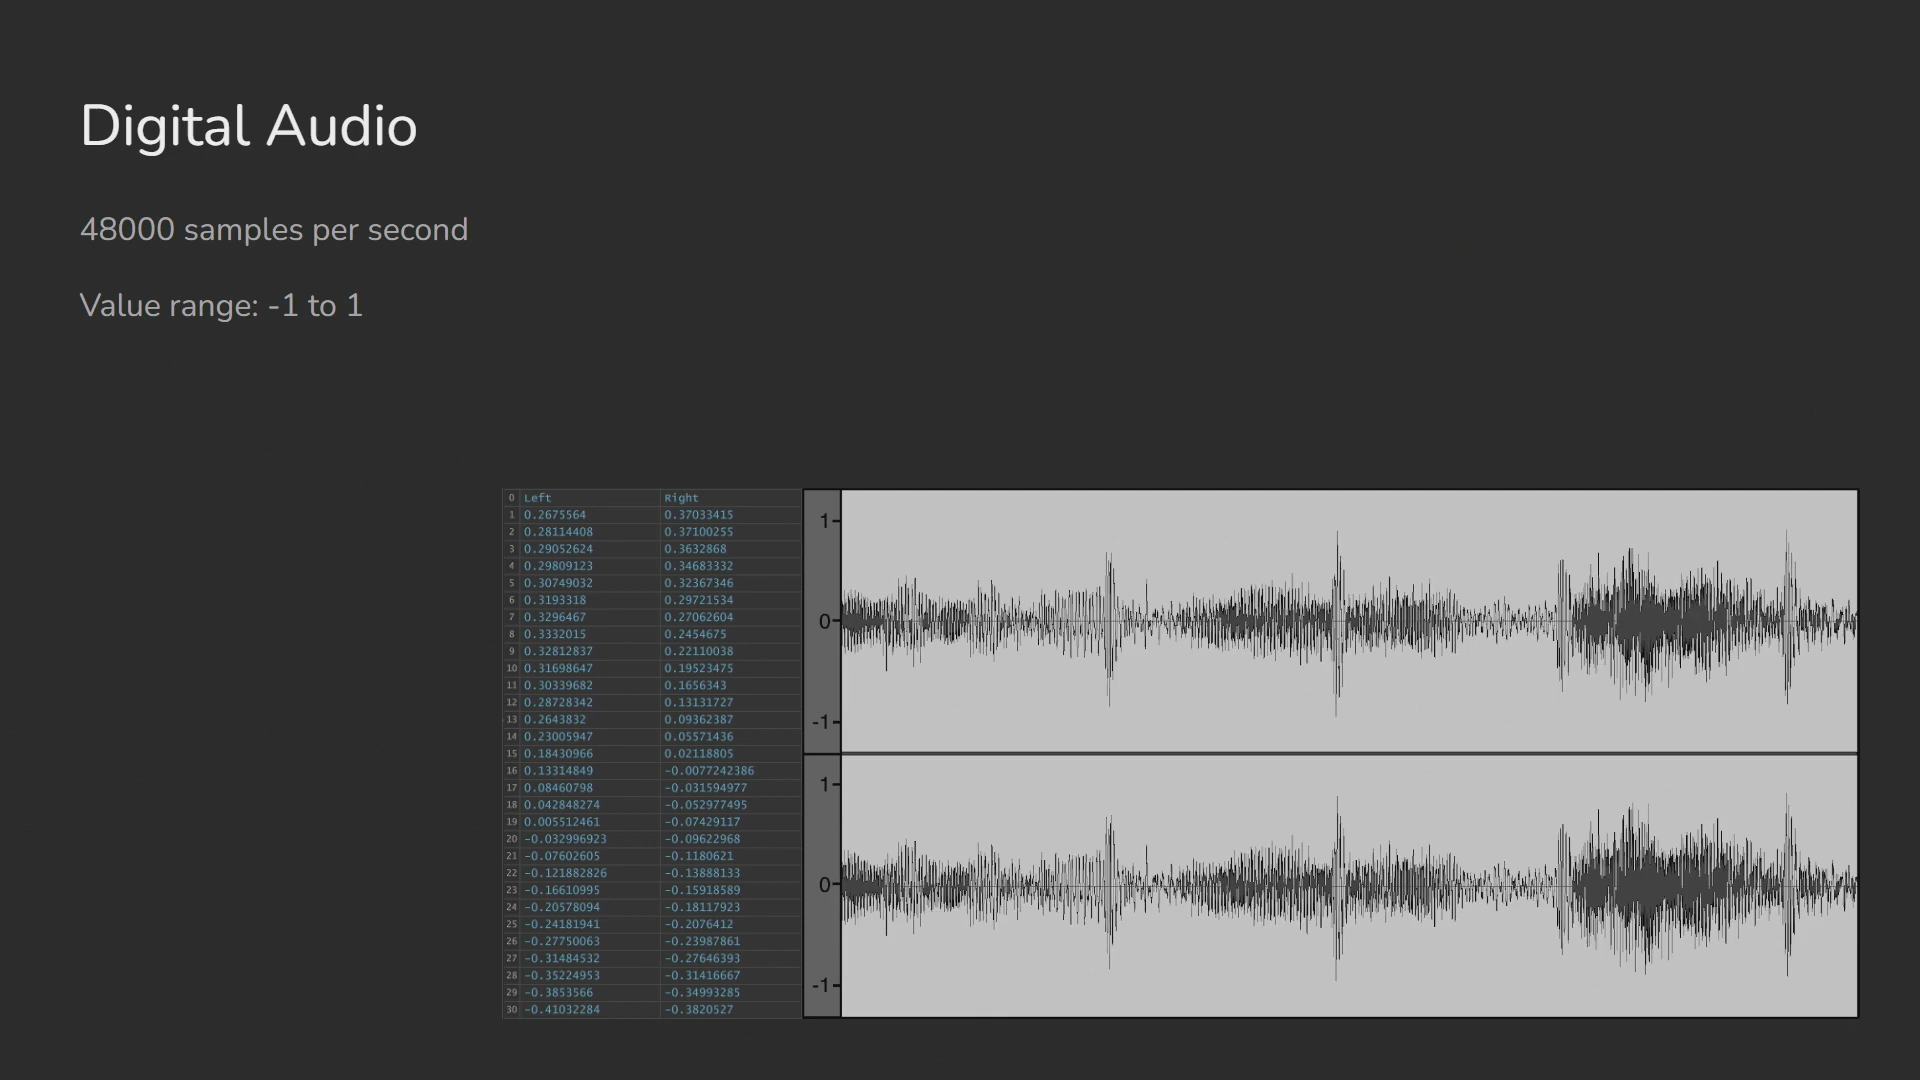 Digital Audio
48000 samples per second
Value range: -1 to 1
0 Left Right
1 0.2675564 0.37033415
2 0.28114408 0.37100255
3 0.29052624 0.3632868
4 0.29809123 0.34683332
5 0.30749032 0.32367346
6 0.3193318 0.29721534
7 0.3296467 0.27062604
8 0.3332015 0.2454675
9 0.32812837 0.22110038
10 0.31698647 0.19523475
11 0.30339682 0.1656343
12 0.28728342 0.13131727
13 0.2643832 0.09362387
14 0.23005947 0.05571436
15 0.18430966 0.02118805
16 0.13314849 -0.0077242386
17 0.08460798 -0.031594977
18 0.042848274 -0.052977495
19 0.005512461 -0.07429117
20 -0.032996923 -0.09622968
21 -0.07602605 -0.1180621
22 -0.121882826 -0.13888133
23 -0.16610995 -0.15918589
24 -0.20578094 -0.18117923
25 -0.24181941 -0.2076412
26 -0.27750063 -0.23987861
27 -0.31484532 -0.27646393
28 -0.35224953 -0.31416667
29 -0.3853566 -0.34993285
30 -0.41032284 -0.3820527
1
0
-1
1
0
-1